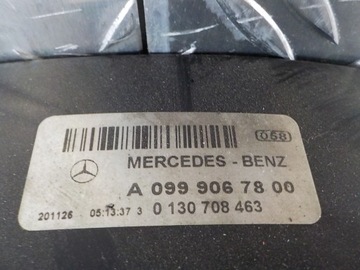 058
MERCEDES - BENZ
A 099 906 78 00
201126 05:13:37 3 0 130 708 463